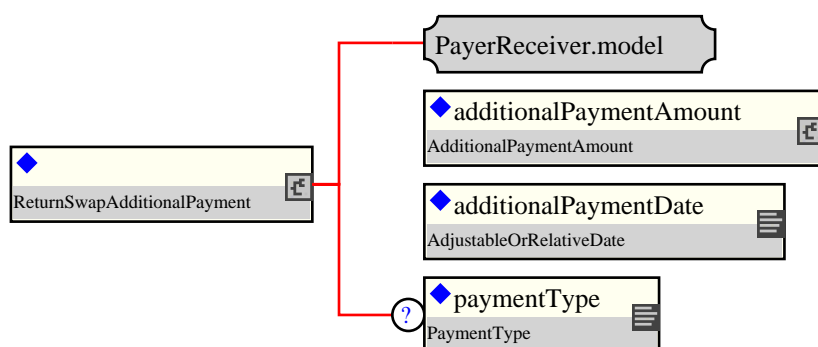 PayerReceiver.model
additionalPaymentAmount
AdditionalPaymentAmount
ReturnSwapAdditionalPayment
additionalPaymentDate
AdjustableOrRelativeDate
paymentType
?
PaymentType